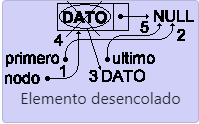 DATO NULL
5
4 2
primero ultimo
nodo 1 3 DATO
Elemento desencolado